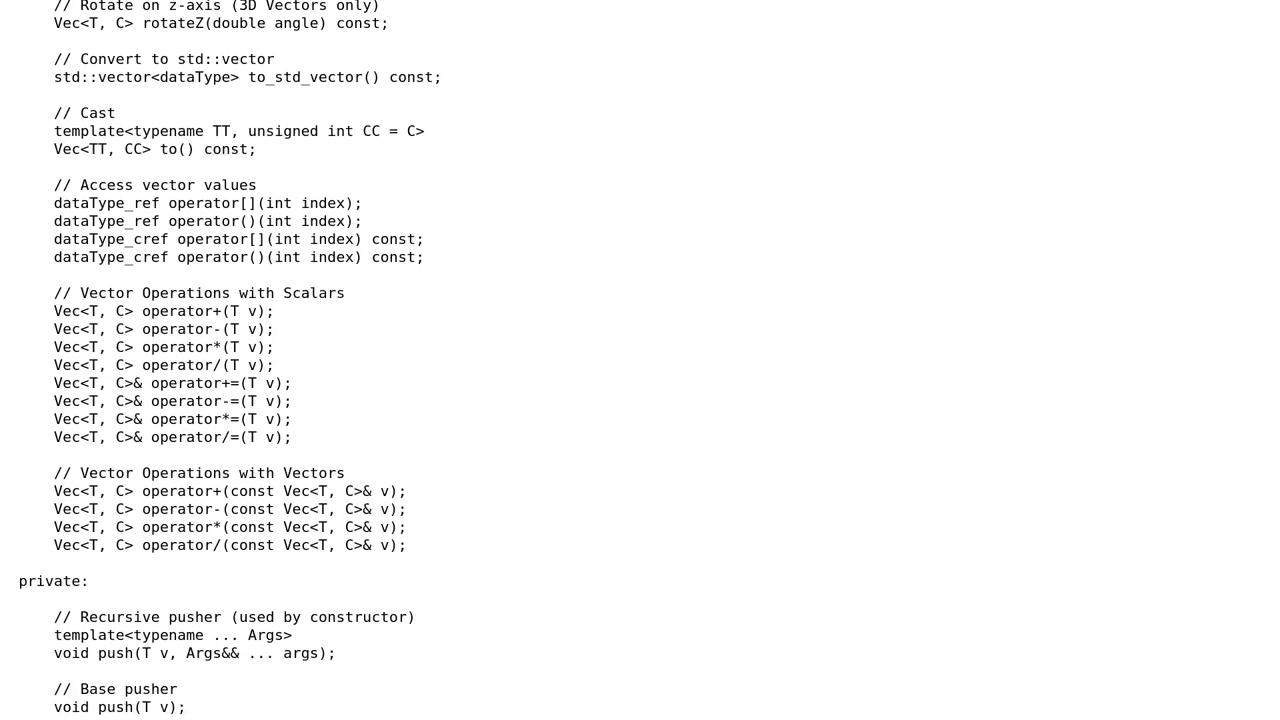 // Rotate on z-axis (3D Vectors only)
Vec<T, C> rotateZ(double angle) const;
// Convert to std::vector
std::vector<dataType> to_std_vector() const;
// Cast
template<typename TT, unsigned int CC = C>
Vec<TT, CC> to() const;
// Access vector values
dataType_ref operator[](int index);
dataType_ref operator()(int index);
dataType_cref operator[](int index) const;
dataType_cref operator()(int index) const;
// Vector Operations with Scalars
Vec<T, C> operator+(T v);
Vec<T, C> operator-(T v);
Vec<T, C> operator*(T v);
Vec<T, C> operator/(T v);
Vec<T, C>& operator+=(T v);
Vec<T, C>& operator-=(T v);
Vec<T, C>& operator*=(T v);
Vec<T, C>& operator/=(T v);
// Vector Operations with Vectors
Vec<T, C> operator+(const Vec<T, C>& v);
Vec<T, C> operator-(const Vec<T, C>& v);
Vec<T, C> operator*(const Vec<T, C>& v);
Vec<T, C> operator/(const Vec<T, C>& v);
private:
// Recursive pusher (used by constructor)
template<typename ... Args>
void push(T v, Args&& ... args);
// Base pusher
void push(T v);